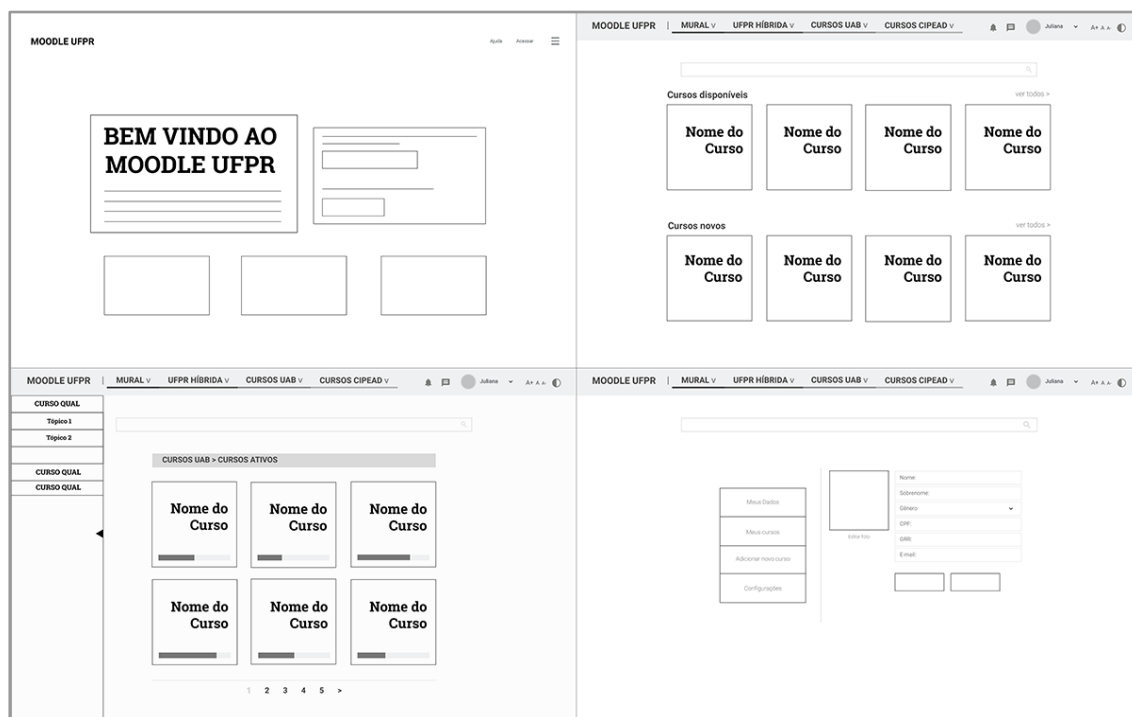 MOODLE UFPR
Ajuda Acessar
BEM VINDO AO
MOODLE UFPR
MOODLE UFPR | MURAL v UFPR HÍBRIDA v CURSOS UAB v CURSOS CIPEAD v Juliana A+ A A-
Cursos disponíveis ver todos >
Nome do Curso
Nome do Curso
Nome do Curso
Nome do Curso
Cursos novos ver todos >
Nome do Curso
Nome do Curso
Nome do Curso
Nome do Curso
MOODLE UFPR | MURAL v UFPR HÍBRIDA v CURSOS UAB v CURSOS CIPEAD v Juliana A+ A A-
CURSO QUAL
Tópico 1
Tópico 2
CURSO QUAL
CURSO QUAL
CURSOS UAB > CURSOS ATIVOS
Nome do Curso
Nome do Curso
Nome do Curso
Nome do Curso
Nome do Curso
Nome do Curso
1 2 3 4 5 >
MOODLE UFPR | MURAL v UFPR HÍBRIDA v CURSOS UAB v CURSOS CIPEAD v Juliana A+ A A-
Meus Dados
Meus cursos
Adicionar novo curso
Configurações
Editar Foto
Nome:
Sobrenome:
Gênero:
CPF:
GRR:
E-mail: